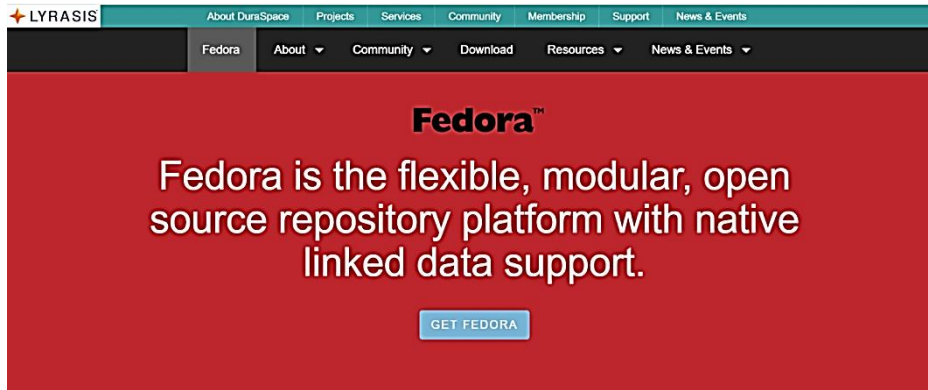 LYRASIS About DuraSpace Projects Services Community Membership Support News & Events
Fedora About Community Download Resources News & Events
Fedora™
Fedora is the flexible, modular, open
source repository platform with native
linked data support.
GET FEDORA